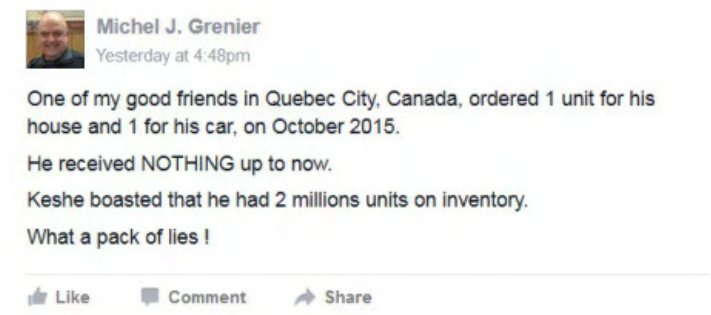 Michel J. Grenier
Yesterday at 4:48pm
One of my good friends in Quebec City, Canada, ordered 1 unit for his
house and 1 for his car, on October 2015.
He received NOTHING up to now.
Keshe boasted that he had 2 millions units on inventory.
What a pack of lies !
Like Comment Share